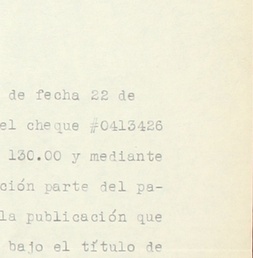 de fecha 22 de
el cheque #0413426
130.00 y mediante
ción parte del pa-
la publicación que
bajo el título de